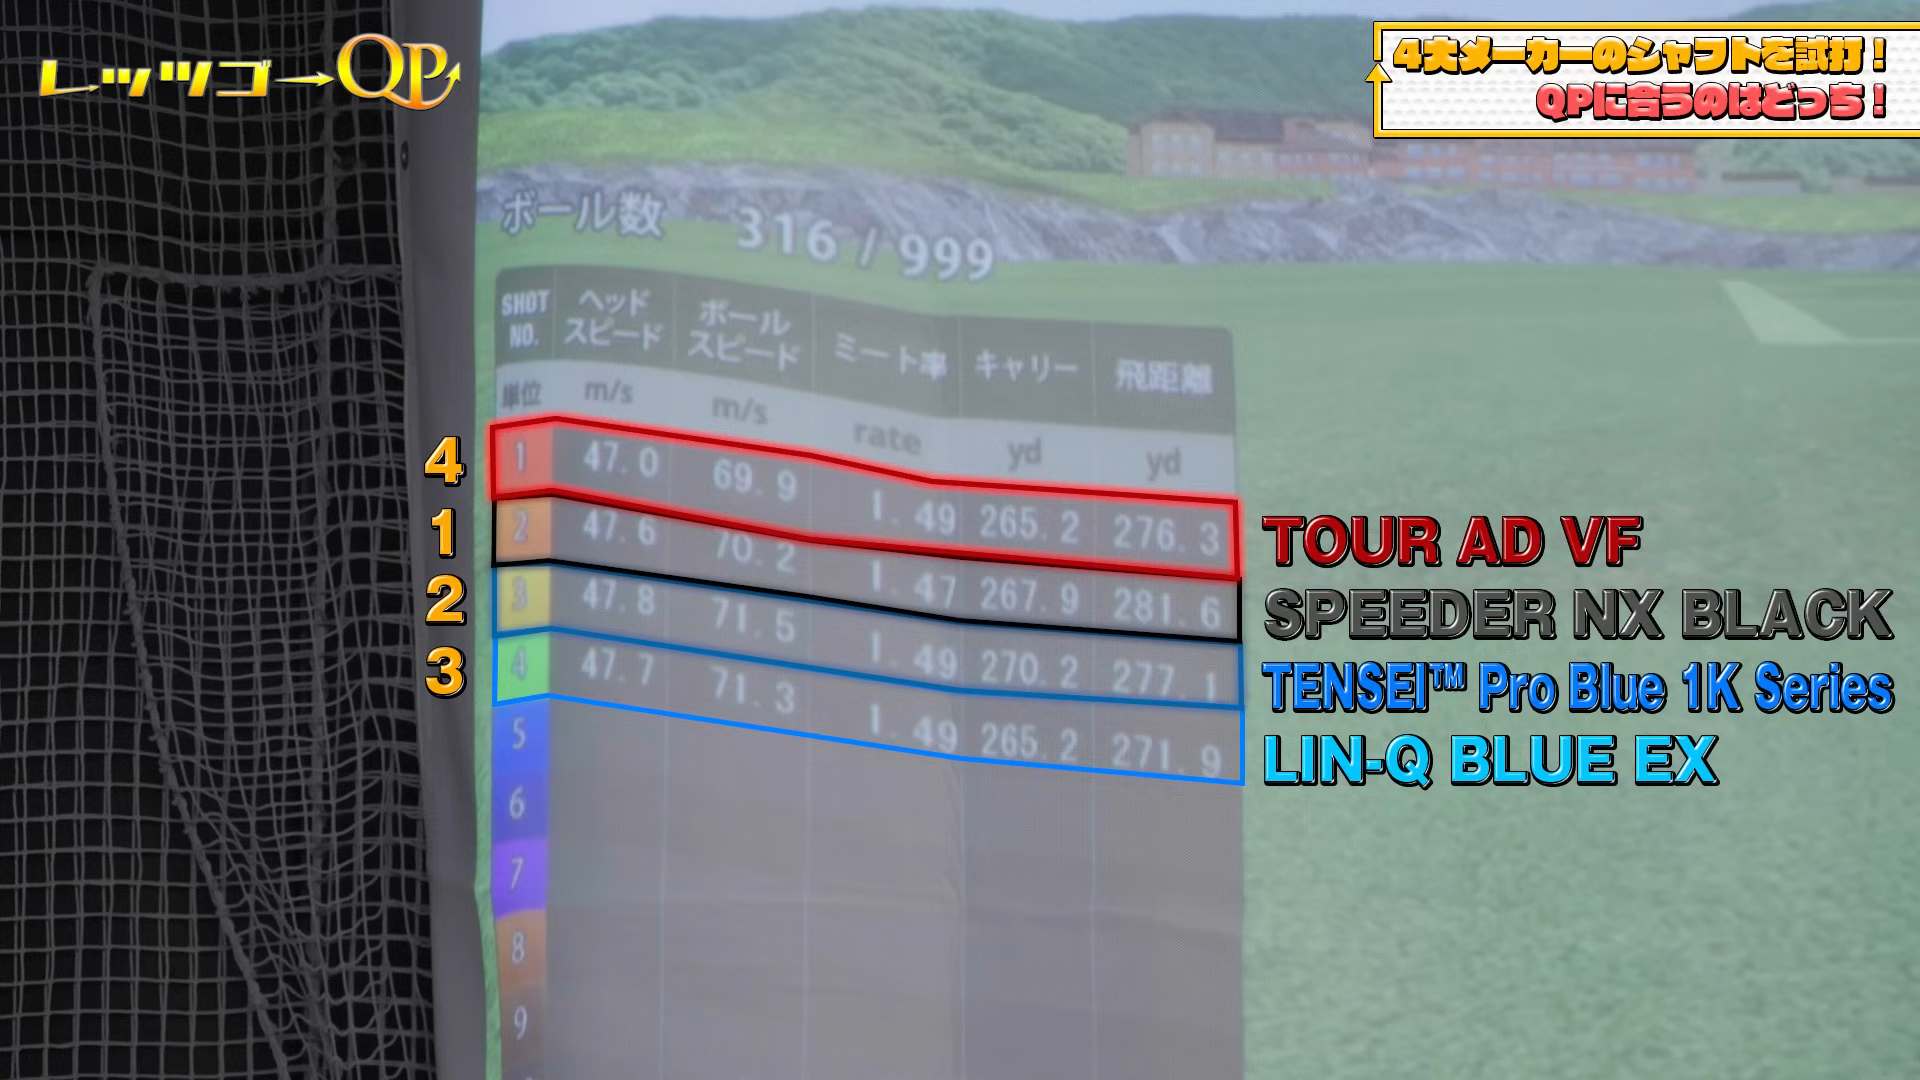 レッツゴーQP
4大メーカーのシャフトを試打！
QPに合うのはどっち！
ボール数 316 / 999
SHOT NO. ヘッドスピード ボールスピード ミート率 キャリー 飛距離
単位 m/s m/s rate yd yd
4 1 47.0 69.9 1.49 265.2 276.3 TOUR AD VF
1 2 47.6 70.2 1.47 267.9 281.6 SPEEDER NX BLACK
2 3 47.8 71.5 1.49 270.2 277.1 TENSEI™ Pro Blue 1K Series
3 4 47.7 71.3 1.49 265.2 271.9 LIN-Q BLUE EX
5
6
7
8
9